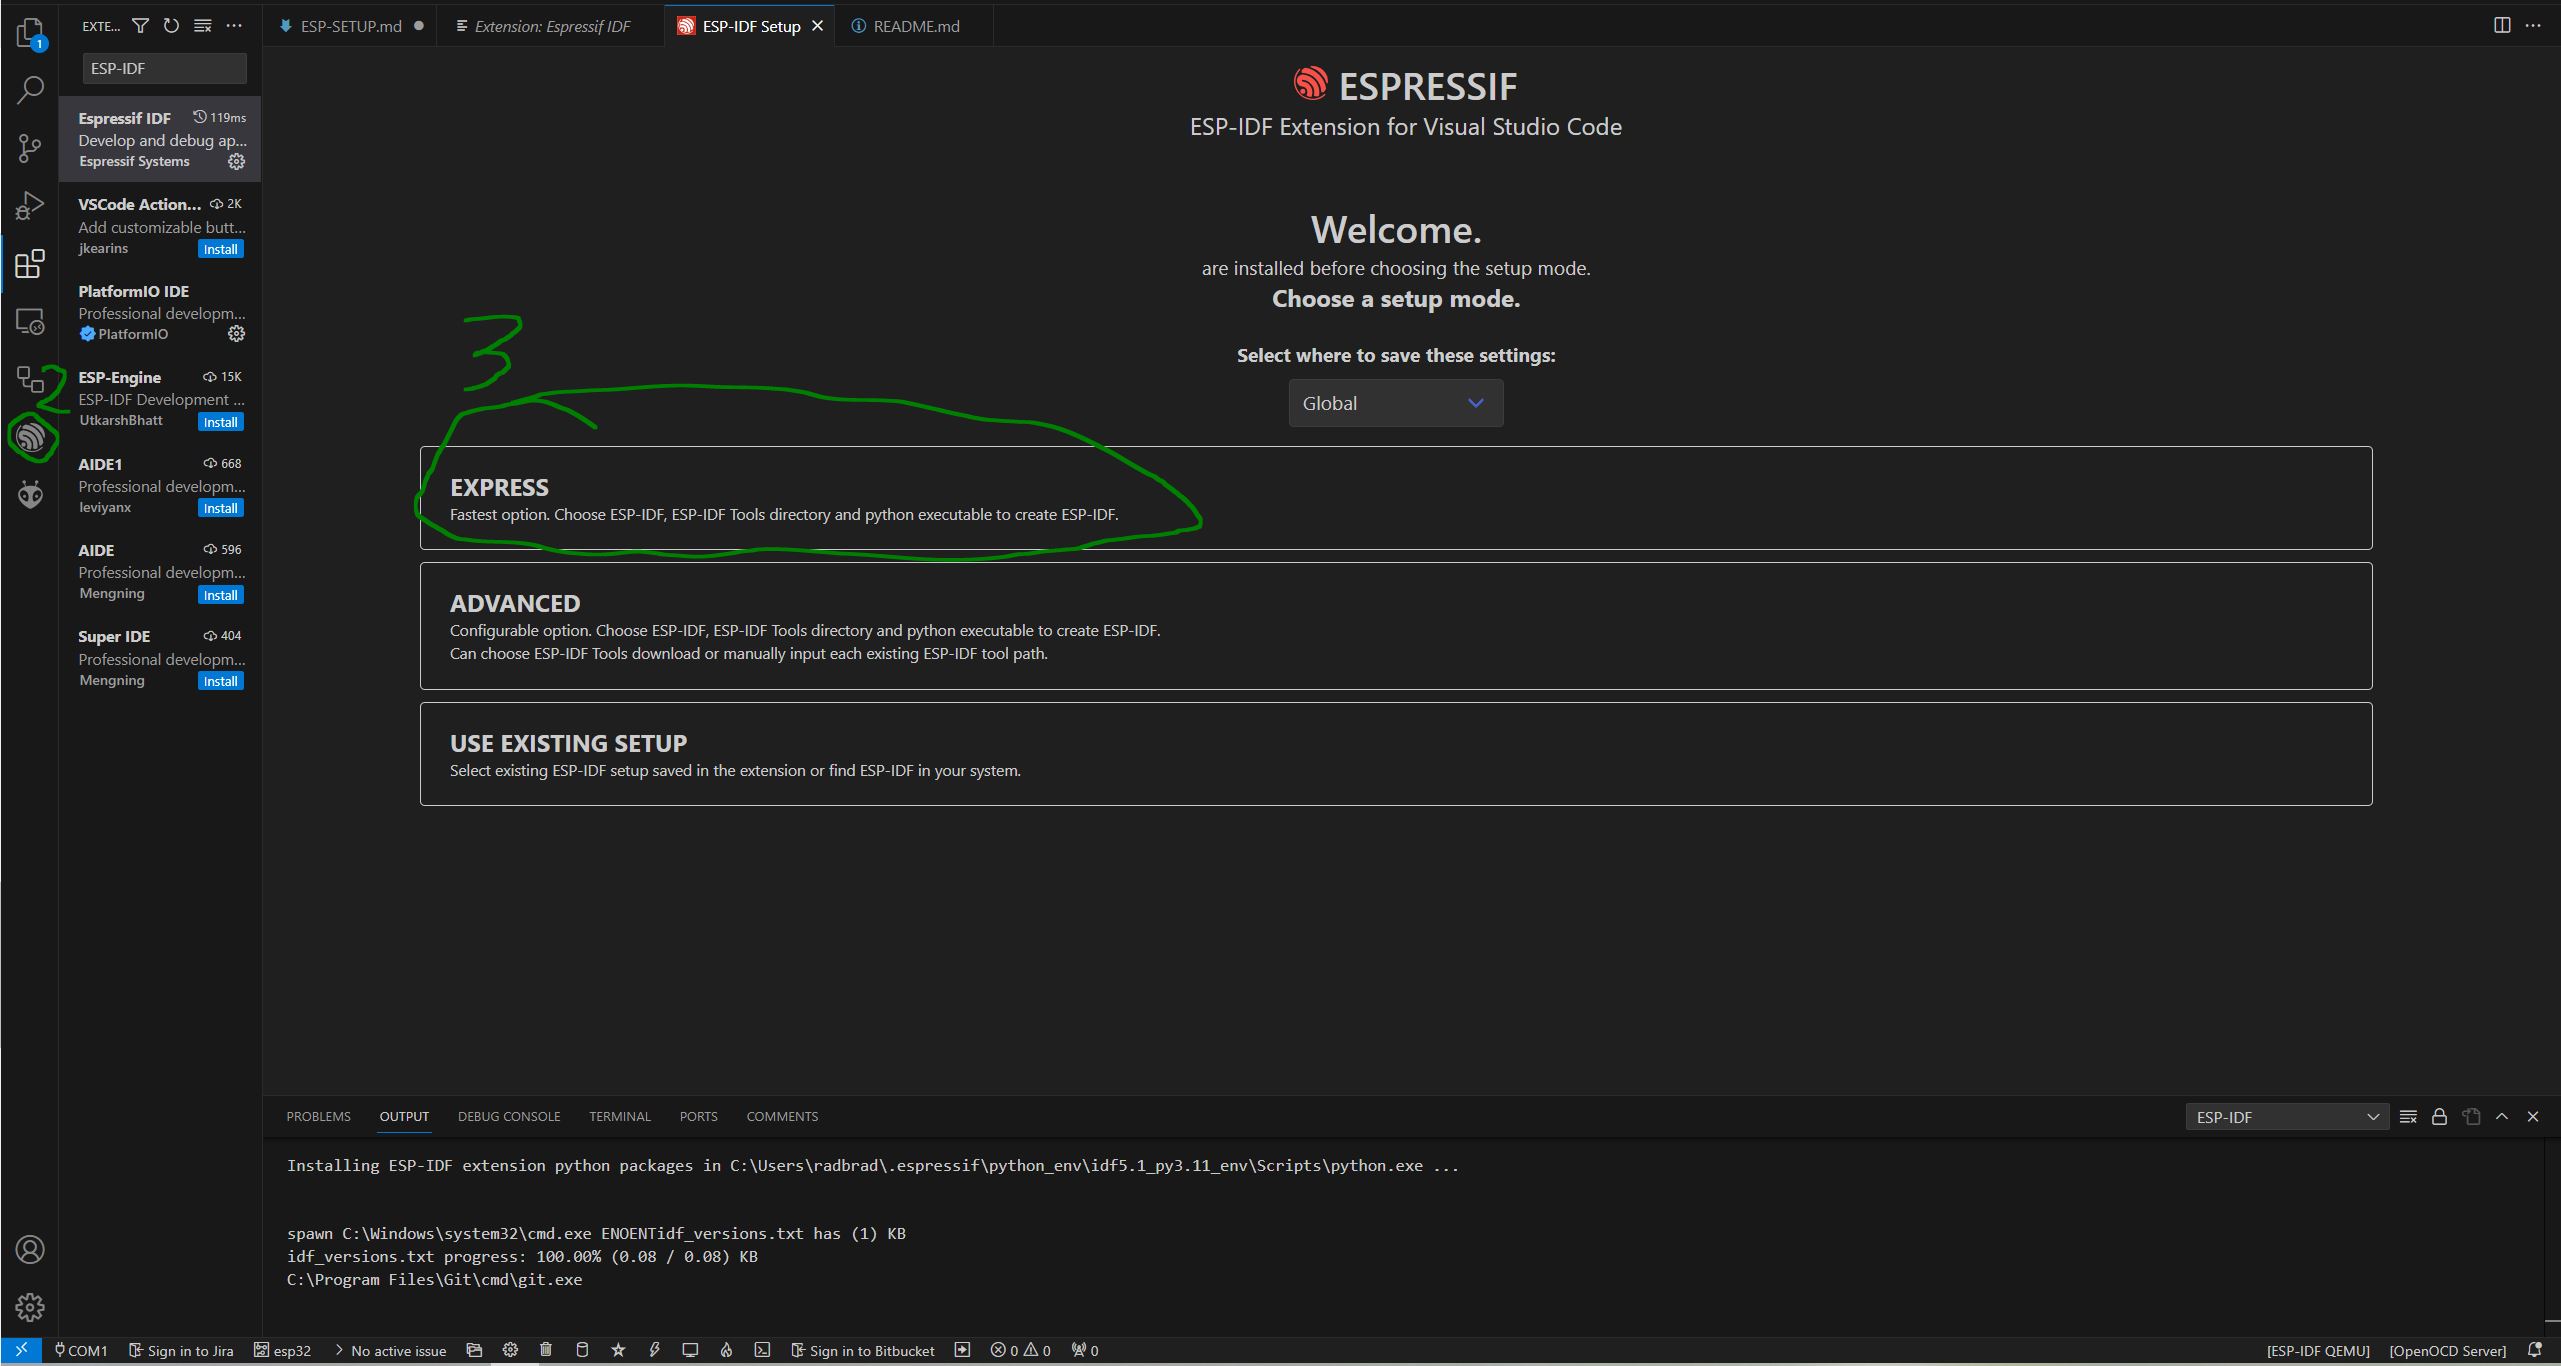 EXTE...
ESP-SETUP.md
Extension: Espressif IDF
ESP-IDF Setup
README.md
1
ESP-IDF
Espressif IDF 119ms
Develop and debug ap...
Espressif Systems
VSCode Action... 2K
Add customizable butt...
jkearins Install
PlatformIO IDE
Professional developm...
PlatformIO
2
ESP-Engine 15K
ESP-IDF Development ...
UtkarshBhatt Install
AIDE1 668
Professional developm...
leviyanx Install
AIDE 596
Professional developm...
Mengning Install
Super IDE 404
Professional developm...
Mengning Install
ESPRESSIF
ESP-IDF Extension for Visual Studio Code
Welcome.
are installed before choosing the setup mode.
Choose a setup mode.
Select where to save these settings:
Global
3
EXPRESS
Fastest option. Choose ESP-IDF, ESP-IDF Tools directory and python executable to create ESP-IDF.
ADVANCED
Configurable option. Choose ESP-IDF, ESP-IDF Tools directory and python executable to create ESP-IDF.
Can choose ESP-IDF Tools download or manually input each existing ESP-IDF tool path.
USE EXISTING SETUP
Select existing ESP-IDF setup saved in the extension or find ESP-IDF in your system.
PROBLEMS OUTPUT DEBUG CONSOLE TERMINAL PORTS COMMENTS ESP-IDF
Installing ESP-IDF extension python packages in C:\Users\radbrad\.espressif\python_env\idf5.1_py3.11_env\Scripts\python.exe ...
spawn C:\Windows\system32\cmd.exe ENOENTidf_versions.txt has (1) KB
idf_versions.txt progress: 100.00% (0.08 / 0.08) KB
C:\Program Files\Git\cmd\git.exe
COM1 Sign in to Jira esp32 No active issue Sign in to Bitbucket 0 0 0 [ESP-IDF QEMU] [OpenOCD Server]